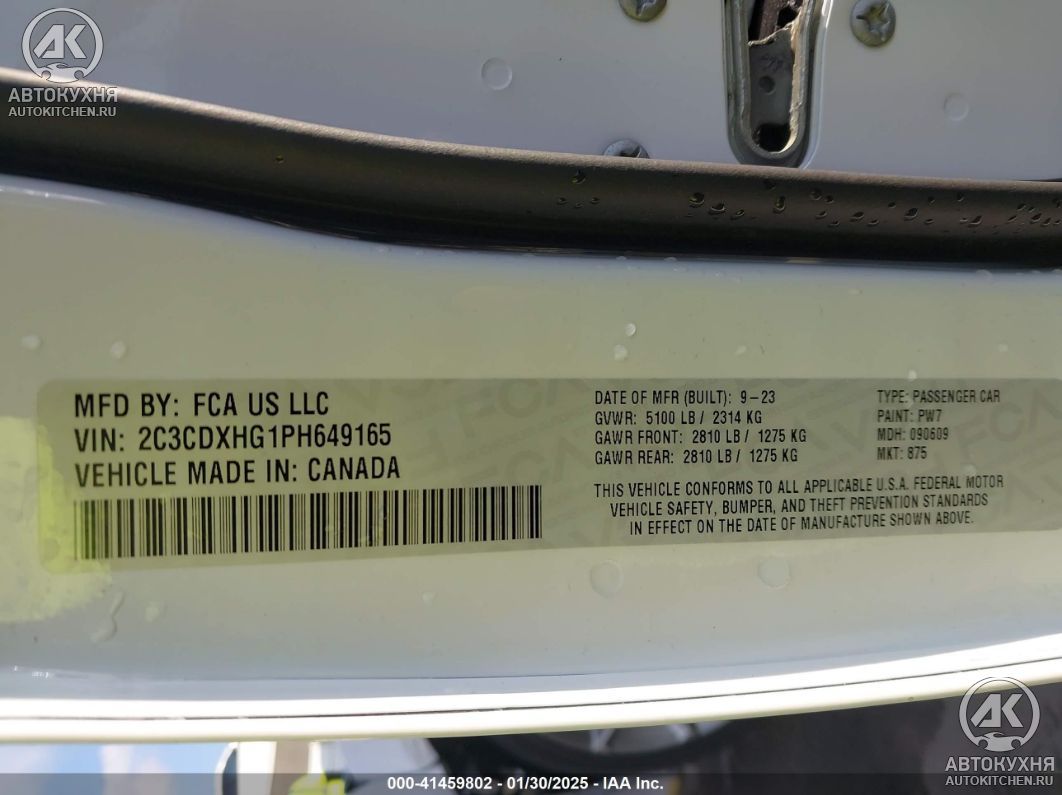 АК
АВТОКУХНЯ
AUTOKITCHEN.RU
MFD BY: FCA US LLC
VIN: 2C3CDXHG1PH649165
VEHICLE MADE IN: CANADA
DATE OF MFR (BUILT): 9-23
GVWR: 5100 LB / 2314 KG
GAWR FRONT: 2810 LB / 1275 KG
GAWR REAR: 2810 LB / 1275 KG
TYPE: PASSENGER CAR
PAINT: PW7
MDH: 090609
MKT: 875
THIS VEHICLE CONFORMS TO ALL APPLICABLE U.S.A. FEDERAL MOTOR
VEHICLE SAFETY, BUMPER, AND THEFT PREVENTION STANDARDS
IN EFFECT ON THE DATE OF MANUFACTURE SHOWN ABOVE.
АК
АВТОКУХНЯ
AUTOKITCHEN.RU
000-41459802 - 01/30/2025 - IAA Inc.